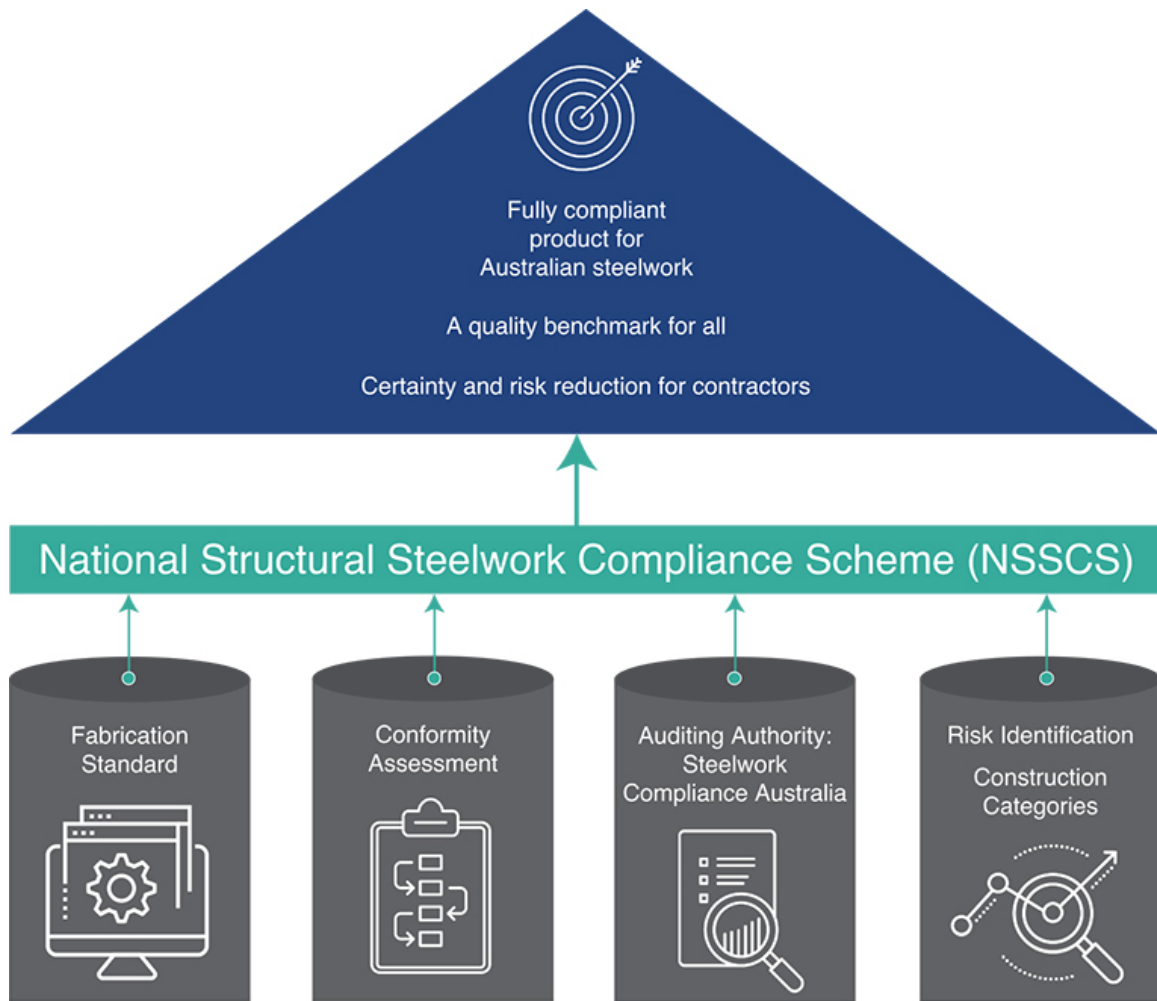 Fully compliant
product for
Australian steelwork
A quality benchmark for all
Certainty and risk reduction for contractors
National Structural Steelwork Compliance Scheme (NSSCS)
Fabrication
Standard
Conformity
Assessment
Auditing Authority:
Steelwork
Compliance Australia
Risk Identification
Construction
Categories